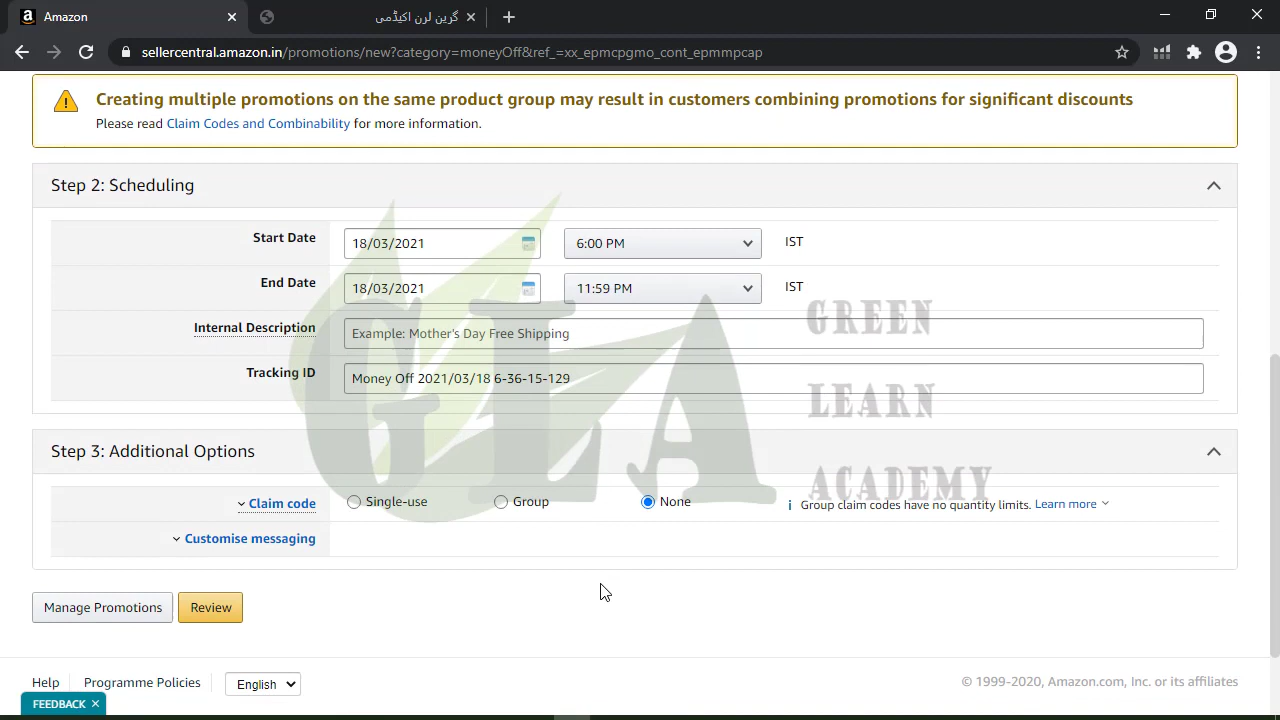 Amazon
گرین لرن اکیڈمی
sellercentral.amazon.in/promotions/new?category=moneyOff&ref_=xx_epmcpgmo_cont_epmmpcap
Creating multiple promotions on the same product group may result in customers combining promotions for significant discounts
Please read Claim Codes and Combinability for more information.
Step 2: Scheduling
Start Date 18/03/2021 6:00 PM IST
End Date 18/03/2021 11:59 PM IST
Internal Description Example: Mother's Day Free Shipping
Tracking ID Money Off 2021/03/18 6-36-15-129
GLA
GREEN
LEARN
ACADEMY
Step 3: Additional Options
Claim code Single-use Group None i Group claim codes have no quantity limits. Learn more
Customise messaging
Manage Promotions Review
Help Programme Policies English © 1999-2020, Amazon.com, Inc. or its affiliates
FEEDBACK ×